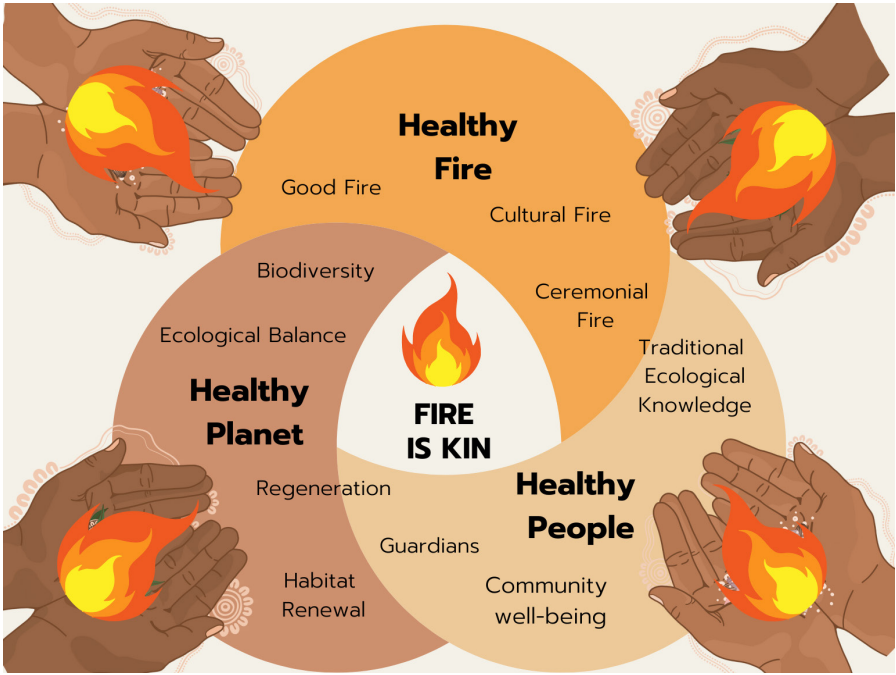 Healthy
Fire
Good Fire
Cultural Fire
Ceremonial
Fire
Biodiversity
Ecological Balance
Healthy
Planet
Regeneration
Habitat
Renewal
FIRE
IS KIN
Traditional
Ecological
Knowledge
Healthy
People
Guardians
Community
well-being